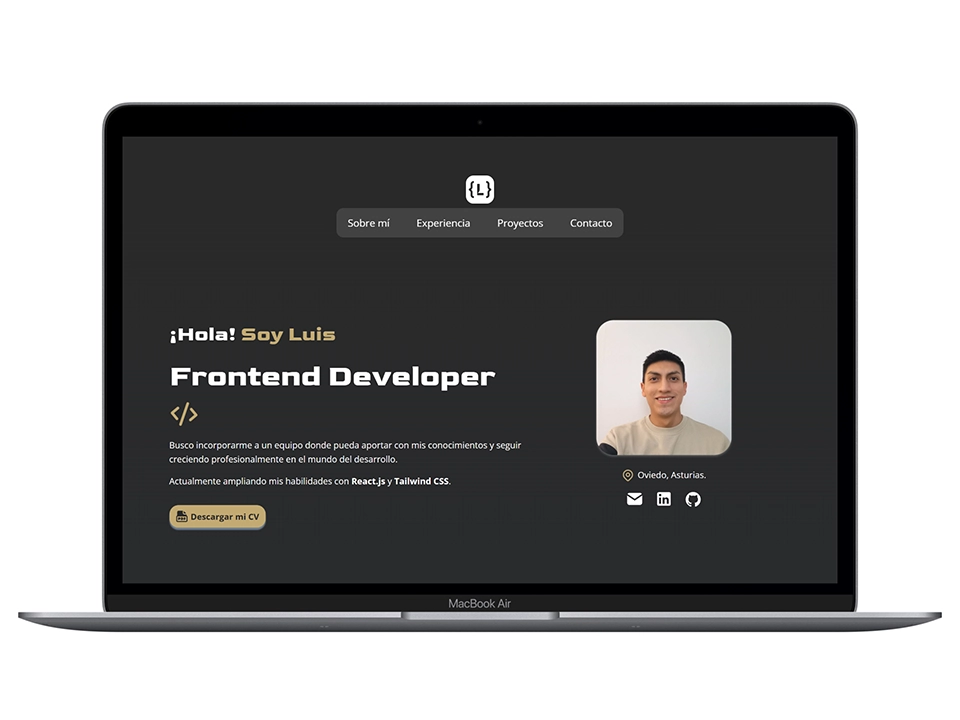 {L}
Sobre mí Experiencia Proyectos Contacto
¡Hola! Soy Luis
Frontend Developer
</>
Busco incorporarme a un equipo donde pueda aportar con mis conocimientos y seguir
creciendo profesionalmente en el mundo del desarrollo.
Actualmente ampliando mis habilidades con React.js y Tailwind CSS.
Descargar mi CV
Oviedo, Asturias.
in
MacBook Air